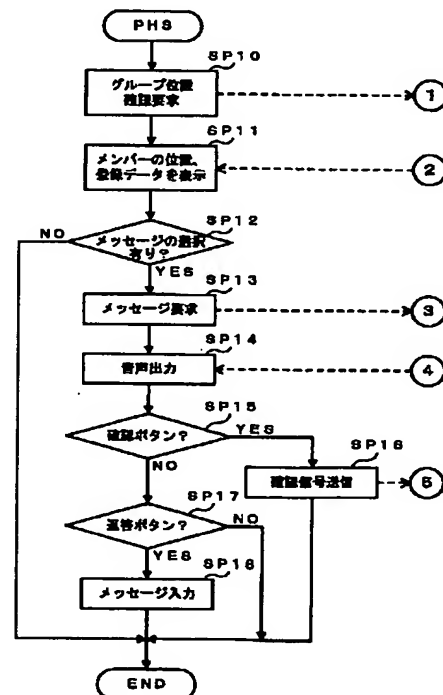 PHS
SP10
グループ位置
確認要求
①
SP11
メンバーの位置、
登録データを表示
②
SP12
NO
メッセージの選択
有り？
YES
SP13
メッセージ要求
③
SP14
音声出力
④
SP15
確認ボタン？
YES
SP16
NO
確認信号送信
⑤
SP17
返答ボタン？
NO
YES
SP18
メッセージ入力
END